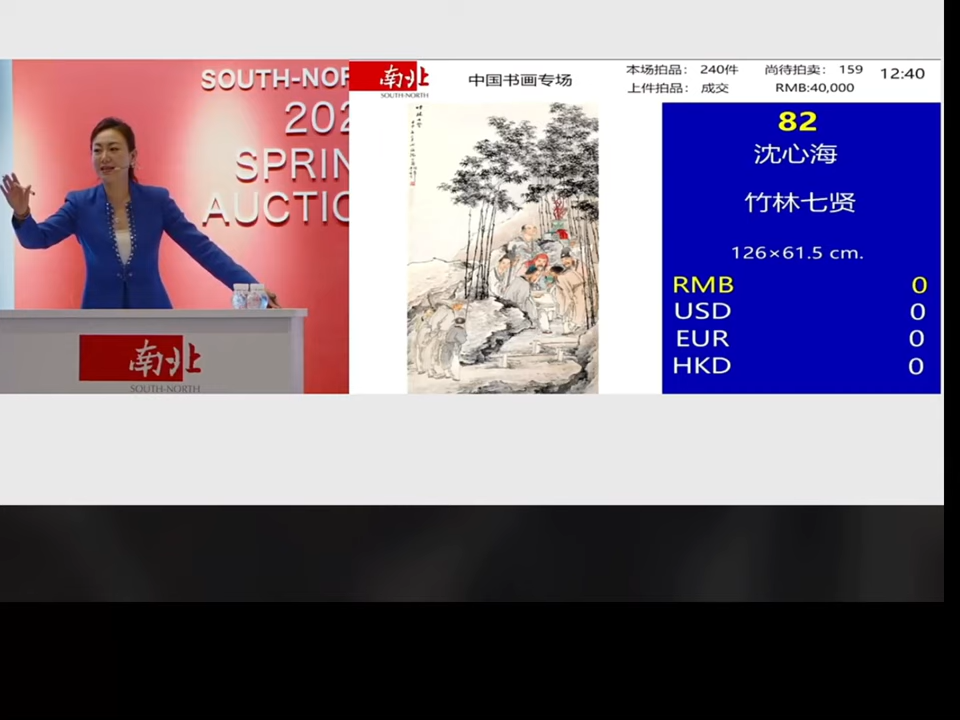 SOUTH-NOR
202
SPRIN
AUCTIO
南北
SOUTH-NORTH
南北
SOUTH-NORTH
中国书画专场
本场拍品: 240件 尚待拍卖: 159 12:40
上件拍品: 成交 RMB:40,000
82
沈心海
竹林七贤
126×61.5 cm.
RMB 0
USD 0
EUR 0
HKD 0